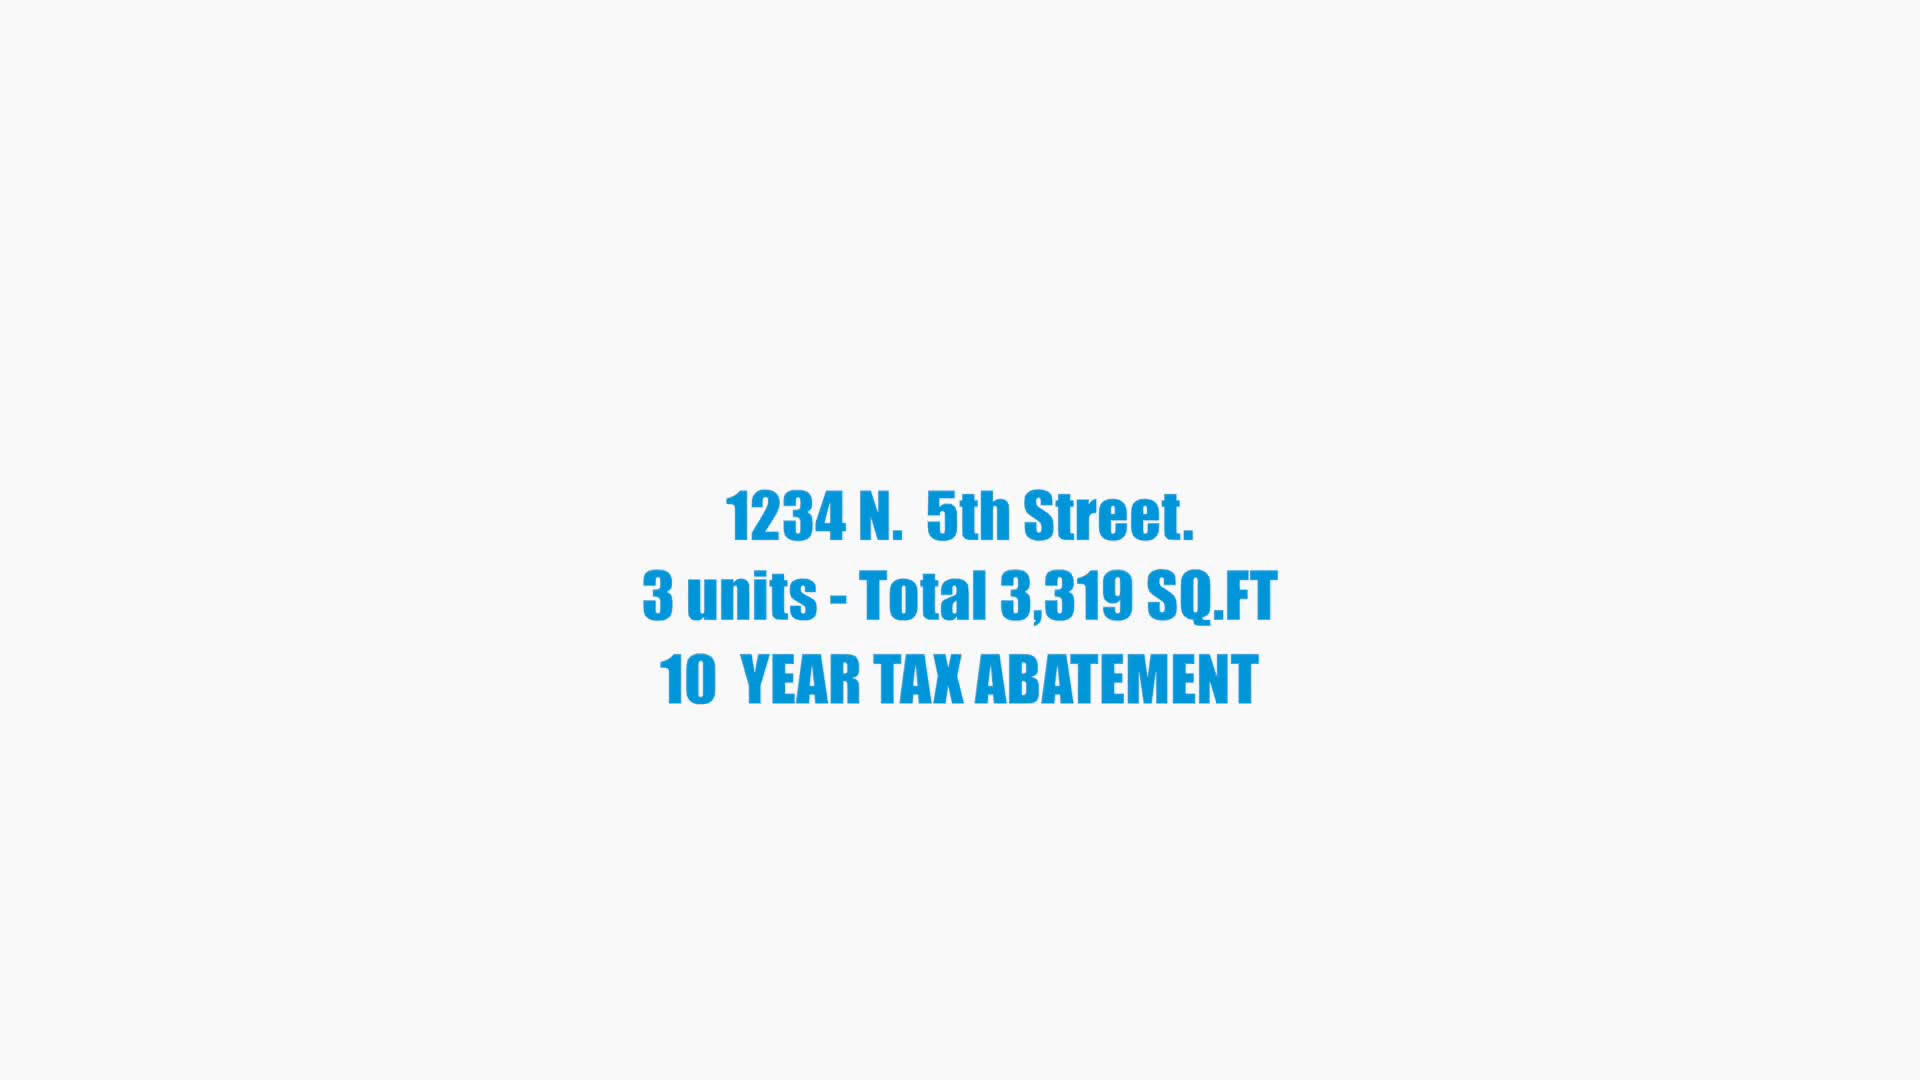 1234 N.  5th Street.
3 units - Total 3,319 SQ.FT
10  YEAR TAX ABATEMENT